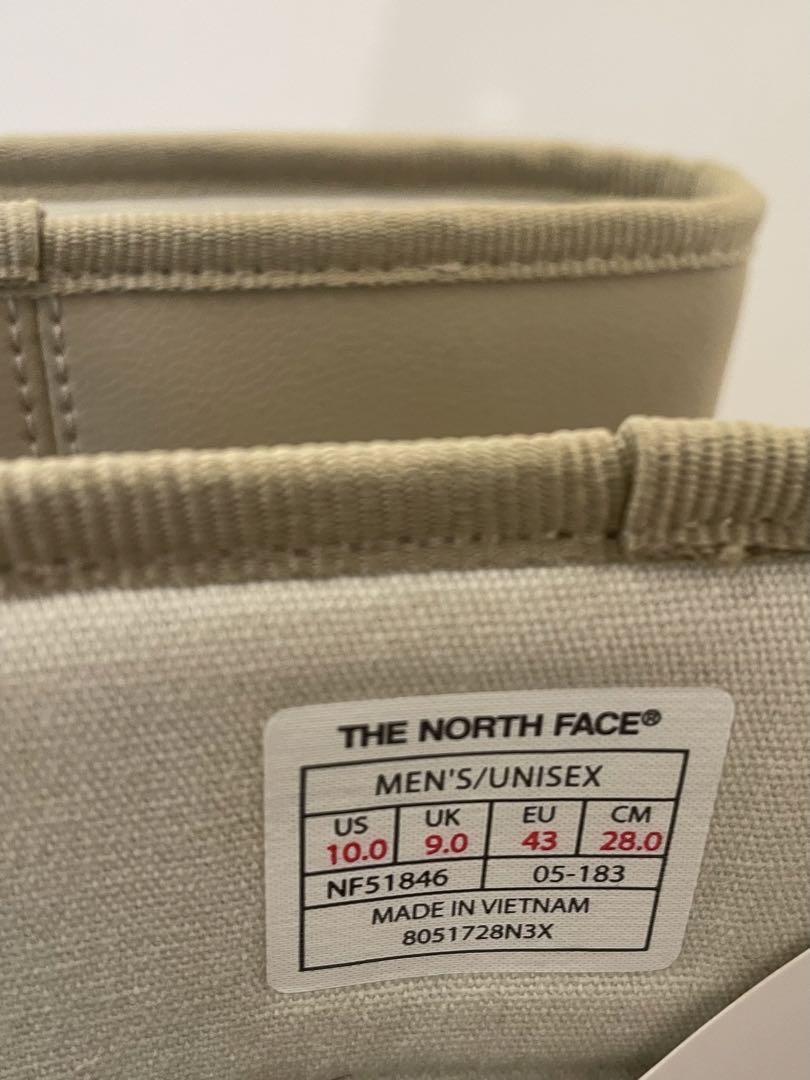 THE NORTH FACE®
MEN'S/UNISEX
US UK EU CM
10.0 9.0 43 28.0
NF51846 05-183
MADE IN VIETNAM
8051728N3X